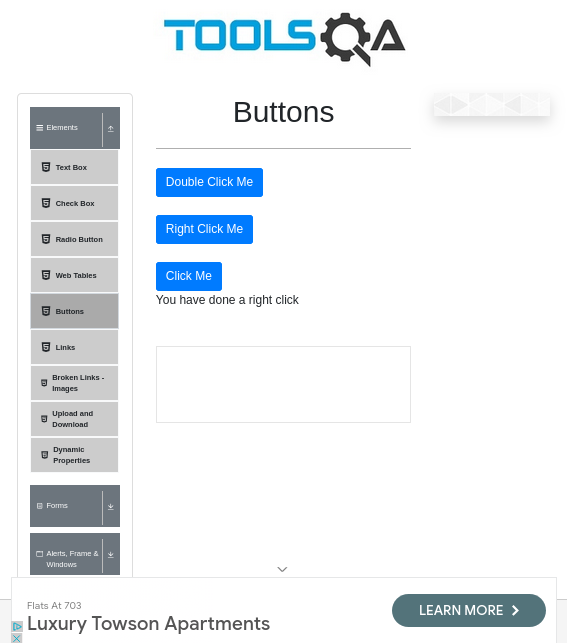 TOOLSQA
Elements
Text Box
Check Box
Radio Button
Web Tables
Buttons
Links
Broken Links -
Images
Upload and
Download
Dynamic
Properties
Forms
Alerts, Frame &
Windows
Buttons
Double Click Me
Right Click Me
Click Me
You have done a right click
Flats At 703
Luxury Towson Apartments
LEARN MORE